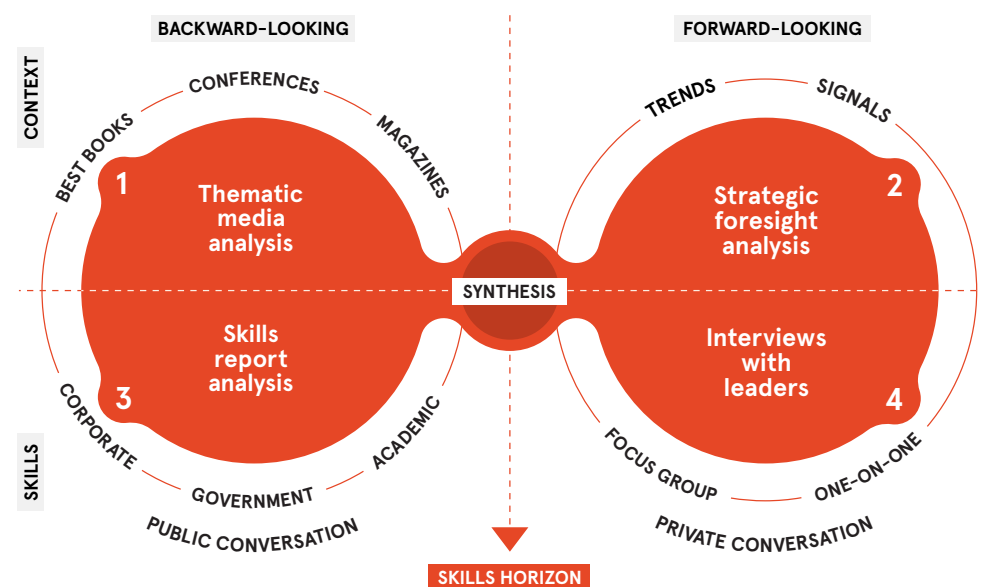 BACKWARD-LOOKING
FORWARD-LOOKING
CONTEXT
BEST BOOKS
CONFERENCES
MAGAZINES
TRENDS
SIGNALS
1
Thematic
media
analysis
2
Strategic
foresight
analysis
SYNTHESIS
3
Skills
report
analysis
4
Interviews
with
leaders
SKILLS
CORPORATE
GOVERNMENT
ACADEMIC
PUBLIC CONVERSATION
FOCUS GROUP
ONE-ON-ONE
PRIVATE CONVERSATION
SKILLS HORIZON